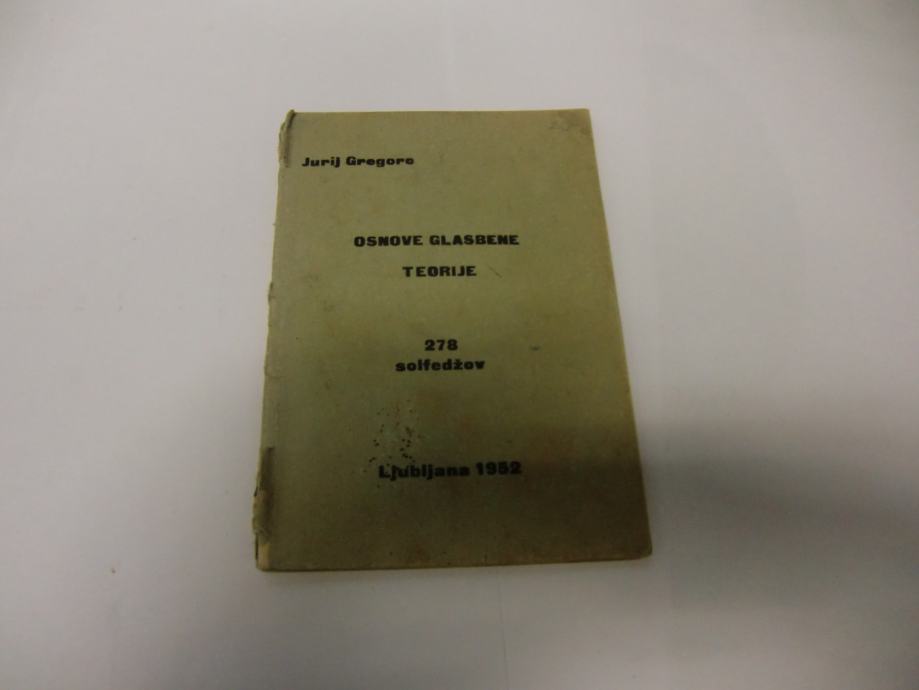 Jurij Gregorc
OSNOVE GLASBENE
TEORIJE
278
solfedžov
Ljubljana 1952